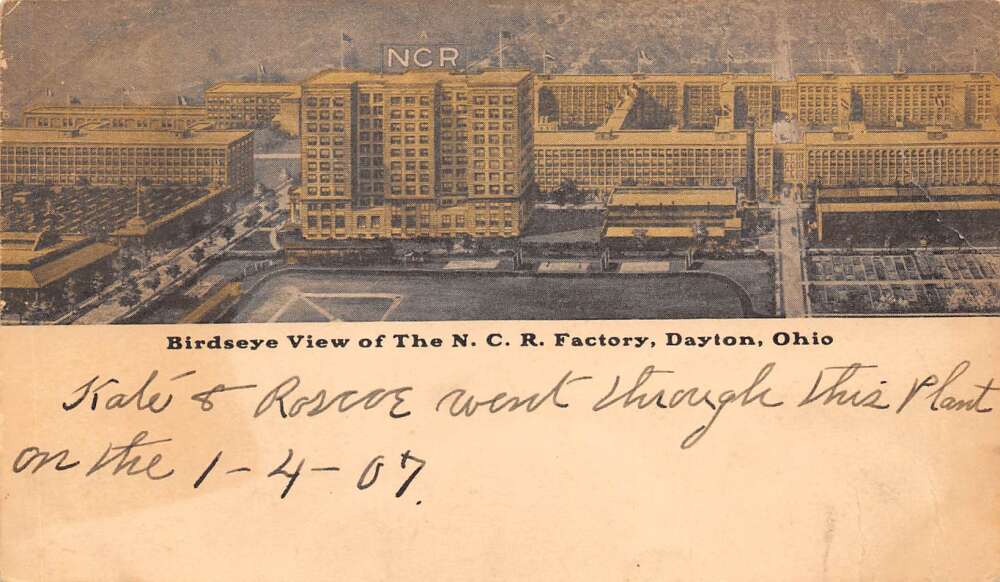 NCR
Birdseye View of The N. C. R. Factory, Dayton, Ohio
Kate & Roscoe went through this Plant
on the 1-4-07.